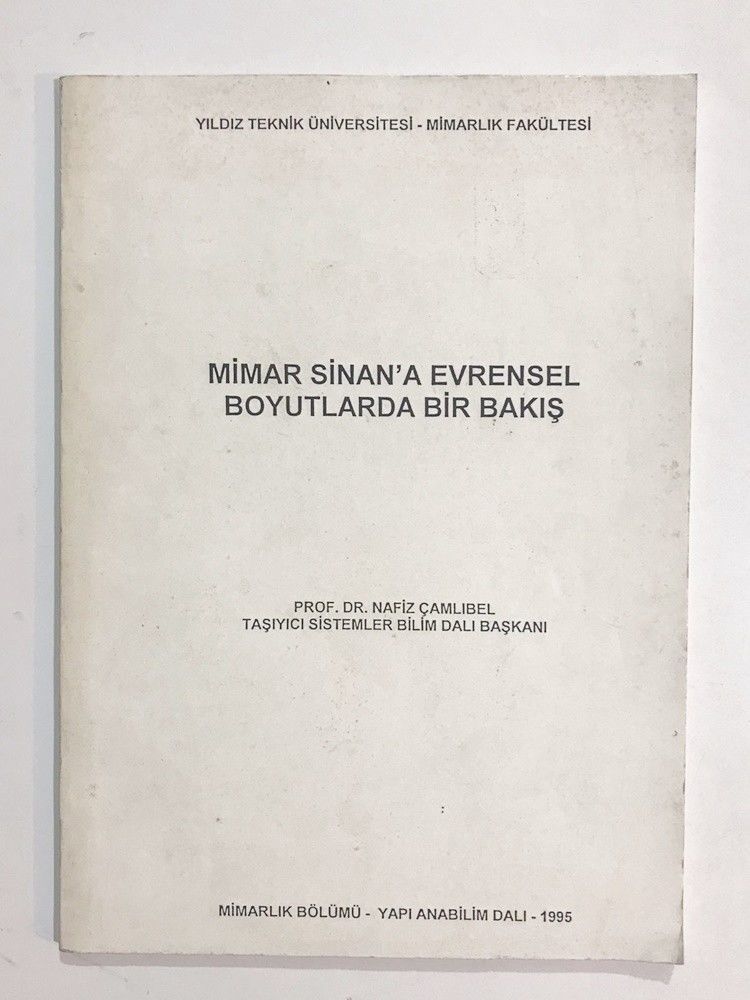 YILDIZ TEKNİK ÜNİVERSİTESİ - MİMARLIK FAKÜLTESİ
MİMAR SİNAN'A EVRENSEL
BOYUTLARDA BİR BAKIŞ
PROF. DR. NAFİZ ÇAMLIBEL
TAŞIYICI SİSTEMLER BİLİM DALI BAŞKANI
MİMARLIK BÖLÜMÜ - YAPI ANABİLİM DALI - 1995